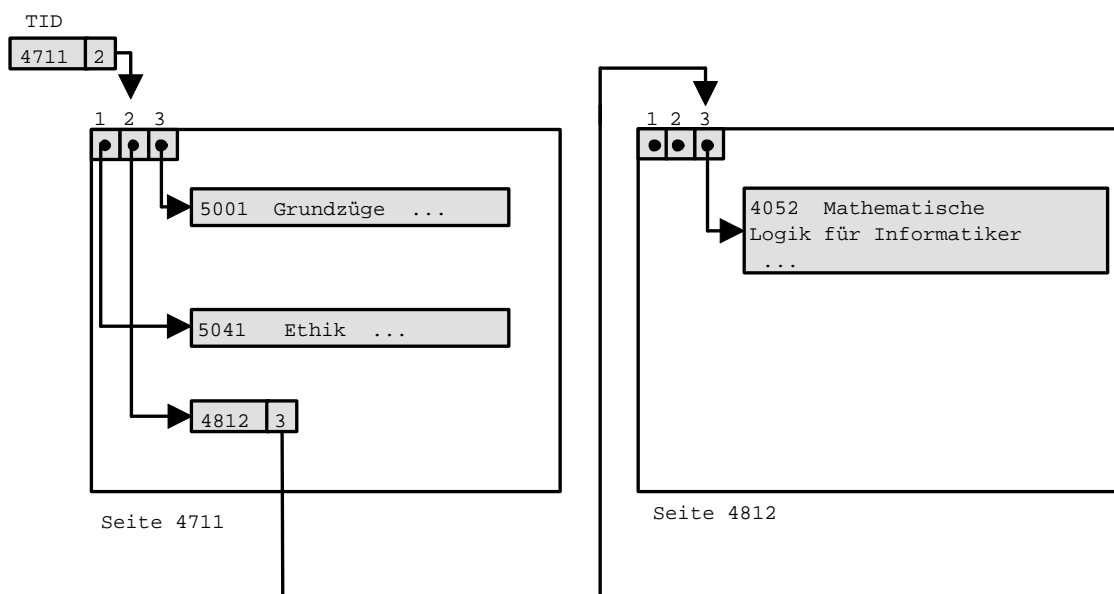 TID
4711 2
1 2 3
5001 Grundzüge ...
5041 Ethik ...
4812 3
Seite 4711
1 2 3
4052 Mathematische
Logik für Informatiker
...
Seite 4812